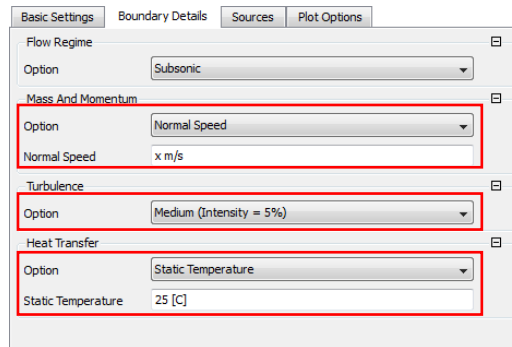 Basic Settings Boundary Details Sources Plot Options
Flow Regime
Option Subsonic
Mass And Momentum
Option Normal Speed
Normal Speed x m/s
Turbulence
Option Medium (Intensity = 5%)
Heat Transfer
Option Static Temperature
Static Temperature 25 [C]